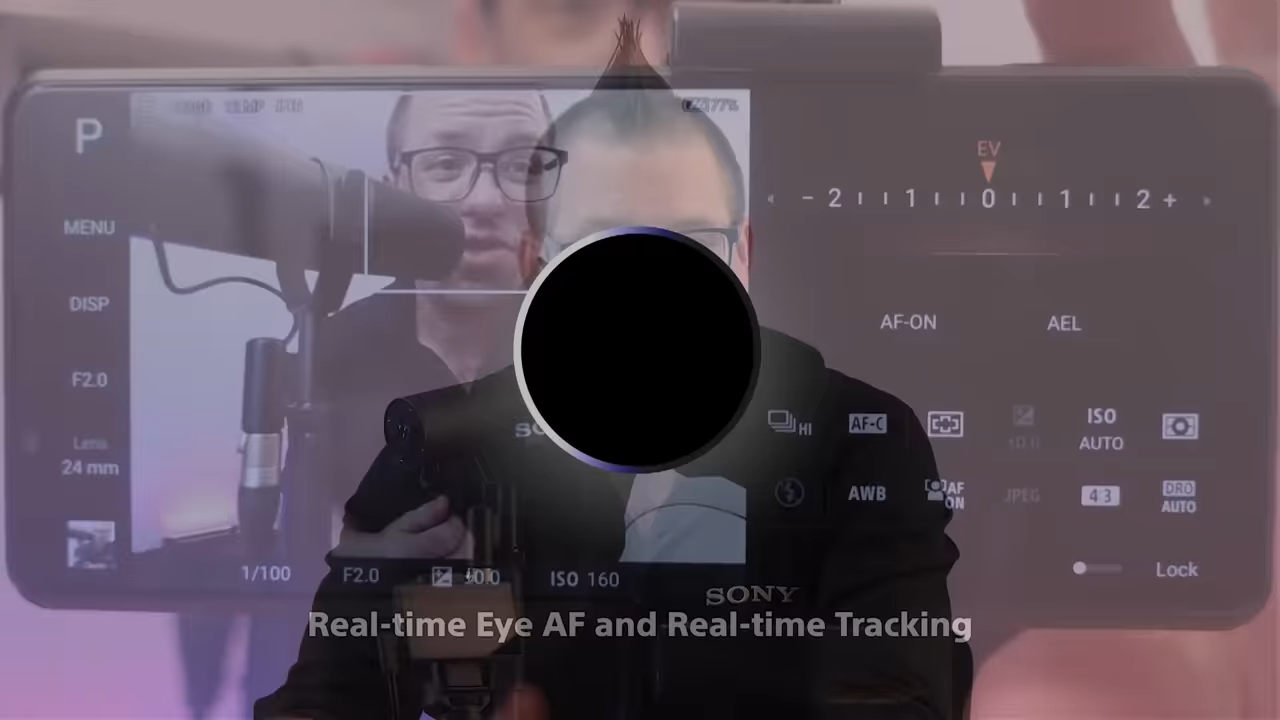 77%
P
EV
− 2 1 0 1 2 +
MENU
DISP
AF-ON AEL
F2.0
Lens
24 mm
HI AF-C ISO
AUTO
AWB AF
ON JPEG 4:3 DRO
AUTO
1/100 F2.0 ISO 160 Lock
SONY
Real-time Eye AF and Real-time Tracking